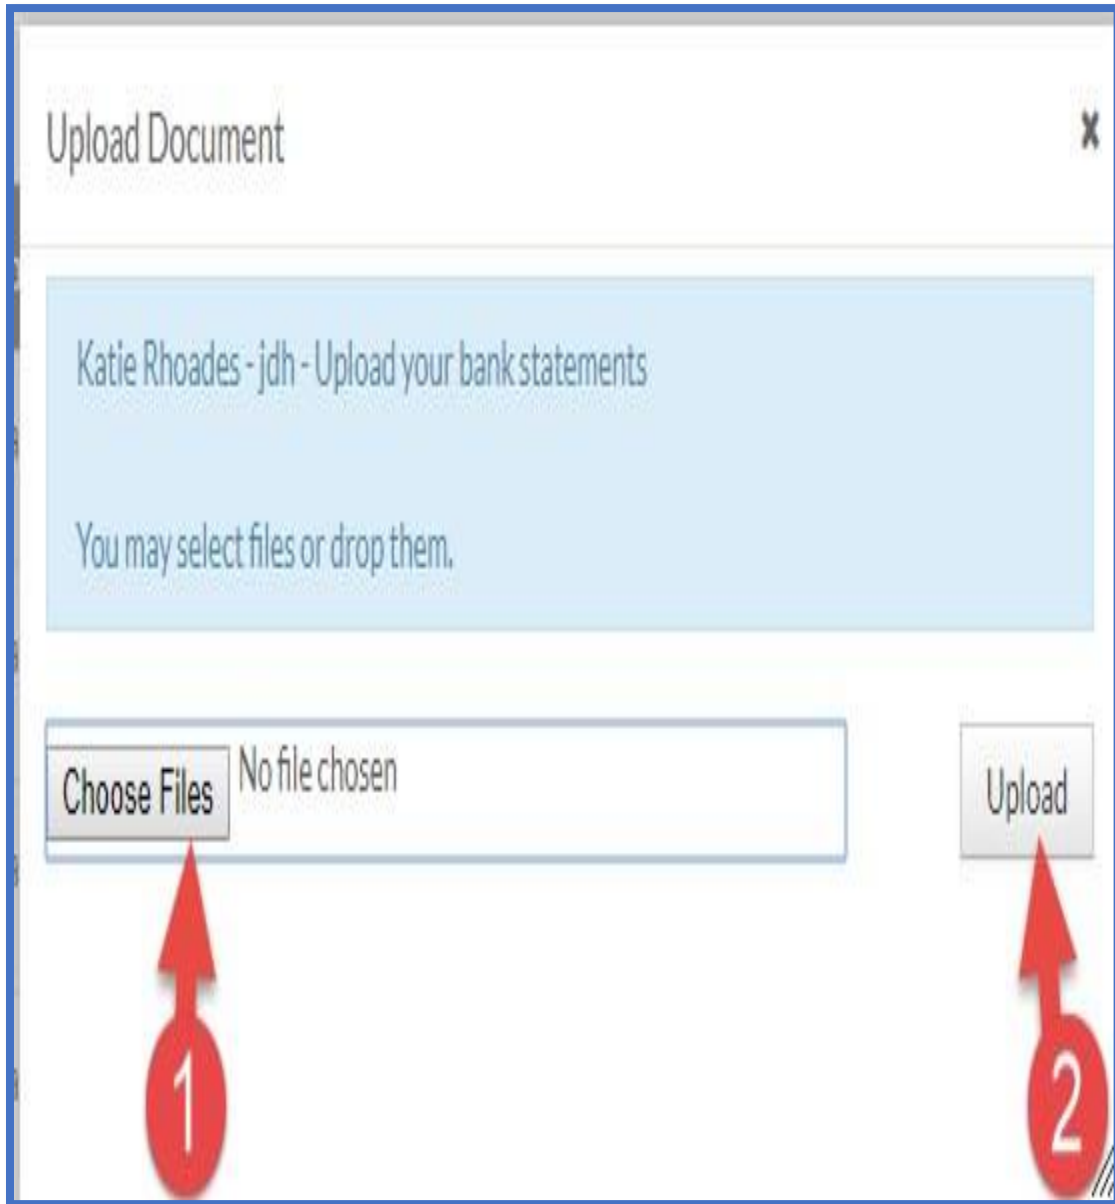 Upload Document
x
Katie Rhoades - jdh - Upload your bank statements
You may select files or drop them.
Choose Files No file chosen
Upload
1
2